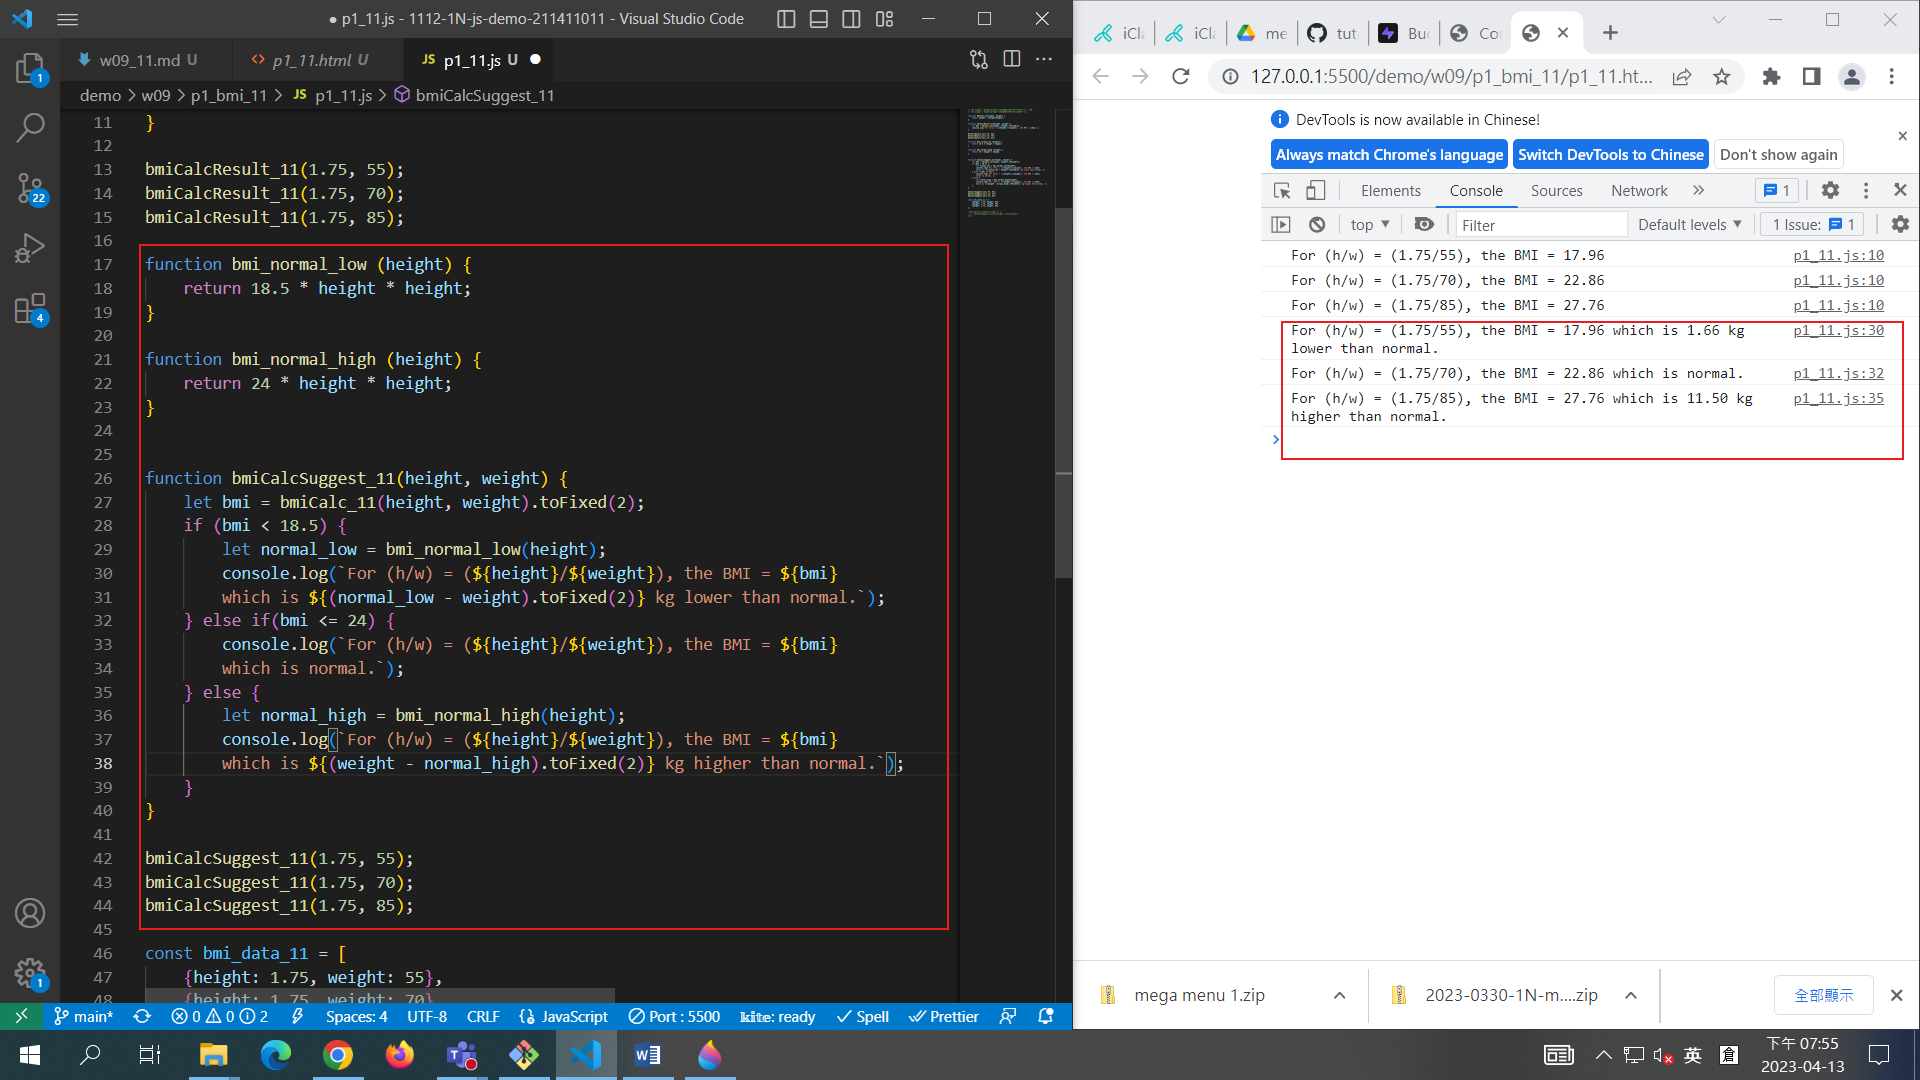 ● p1_11.js - 1112-1N-js-demo-211411011 - Visual Studio Code
w09_11.md U
p1_11.html U
JS p1_11.js U
demo > w09 > p1_bmi_11 > JS p1_11.js > bmiCalcSuggest_11
11 }
12
13 bmiCalcResult_11(1.75, 55);
14 bmiCalcResult_11(1.75, 70);
15 bmiCalcResult_11(1.75, 85);
16
17 function bmi_normal_low (height) {
18 return 18.5 * height * height;
19 }
20
21 function bmi_normal_high (height) {
22 return 24 * height * height;
23 }
24
25
26 function bmiCalcSuggest_11(height, weight) {
27 let bmi = bmiCalc_11(height, weight).toFixed(2);
28 if (bmi < 18.5) {
29 let normal_low = bmi_normal_low(height);
30 console.log(`For (h/w) = (${height}/${weight}), the BMI = ${bmi}
31 which is ${(normal_low - weight).toFixed(2)} kg lower than normal.`);
32 } else if(bmi <= 24) {
33 console.log(`For (h/w) = (${height}/${weight}), the BMI = ${bmi}
34 which is normal.`);
35 } else {
36 let normal_high = bmi_normal_high(height);
37 console.log(`For (h/w) = (${height}/${weight}), the BMI = ${bmi}
38 which is ${(weight - normal_high).toFixed(2)} kg higher than normal.`);
39 }
40 }
41
42 bmiCalcSuggest_11(1.75, 55);
43 bmiCalcSuggest_11(1.75, 70);
44 bmiCalcSuggest_11(1.75, 85);
45
46 const bmi_data_11 = [
47 {height: 1.75, weight: 55},
48 {height: 1.75, weight: 70}
1
22
4
1
main* 0 0 2 Spaces: 4 UTF-8 CRLF JavaScript Port : 5500 kite: ready Spell Prettier
iCl iCl me tut Bu Co
127.0.0.1:5500/demo/w09/p1_bmi_11/p1_11.ht...
DevTools is now available in Chinese!
Always match Chrome's language Switch DevTools to Chinese Don't show again
Elements Console Sources Network » 1
top Filter Default levels 1 Issue: 1
For (h/w) = (1.75/55), the BMI = 17.96 p1_11.js:10
For (h/w) = (1.75/70), the BMI = 22.86 p1_11.js:10
For (h/w) = (1.75/85), the BMI = 27.76 p1_11.js:10
For (h/w) = (1.75/55), the BMI = 17.96 which is 1.66 kg p1_11.js:30
lower than normal.
For (h/w) = (1.75/70), the BMI = 22.86 which is normal. p1_11.js:32
For (h/w) = (1.75/85), the BMI = 27.76 which is 11.50 kg p1_11.js:35
higher than normal.
mega menu 1.zip
2023-0330-1N-m....zip
全部顯示
英 倉
下午 07:55
2023-04-13